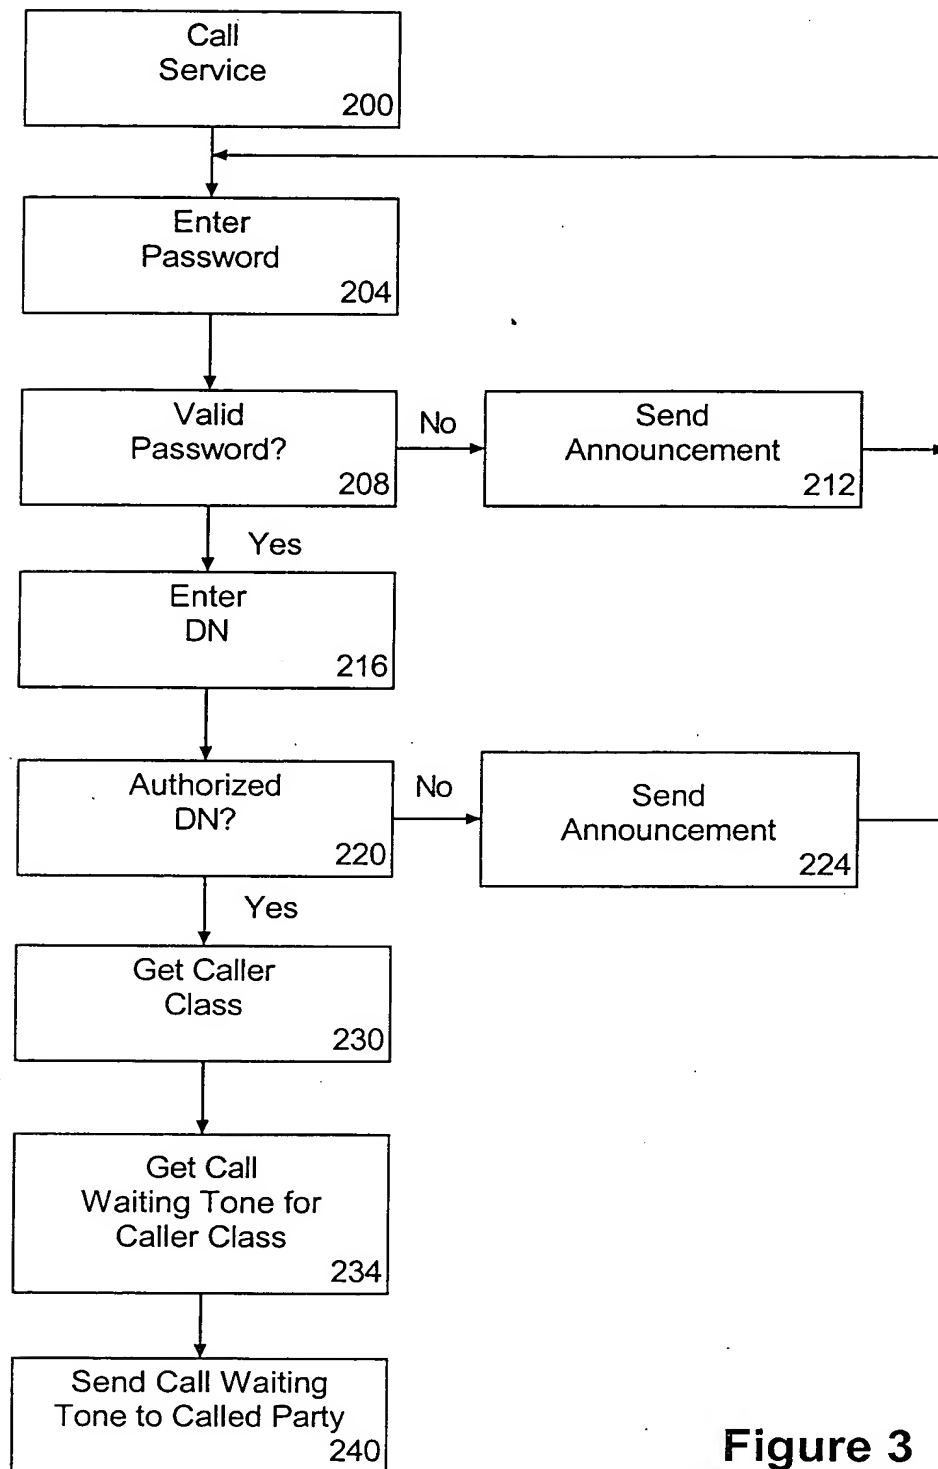 Call
Service
200
Enter
Password
204
Valid
Password?
208
No
Send
Announcement
212
Yes
Enter
DN
216
Authorized
DN?
220
No
Send
Announcement
224
Yes
Get Caller
Class
230
Get Call
Waiting Tone for
Caller Class
234
Send Call Waiting
Tone to Called Party
240
Figure 3